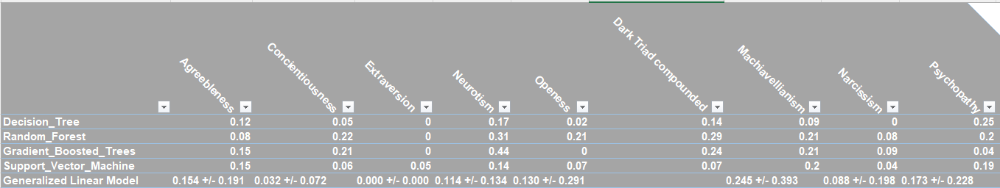 Agreebleness Concientiousness Extraversion Neurotism Openess Dark Triad compounded Machiavellianism Narcissism Psychopathy
Decision_Tree 0.12 0.05 0 0.17 0.02 0.14 0.09 0 0.25
Random_Forest 0.08 0.22 0 0.31 0.21 0.29 0.21 0.08 0.2
Gradient_Boosted_Trees 0.15 0.21 0 0.44 0 0.24 0.21 0.09 0.04
Support_Vector_Machine 0.15 0.06 0.05 0.14 0.07 0.07 0.2 0.04 0.19
Generalized Linear Model 0.154 +/- 0.191 0.032 +/- 0.072 0.000 +/- 0.000 0.114 +/- 0.134 0.130 +/- 0.291 0.245 +/- 0.393 0.088 +/- 0.198 0.173 +/- 0.228